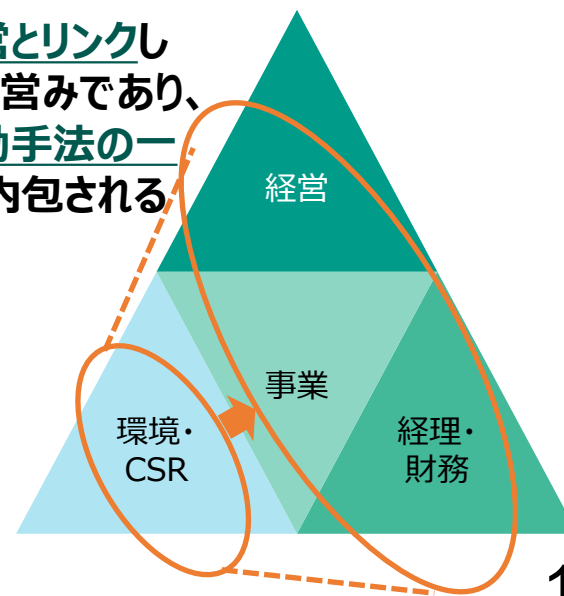 営とリンクし
営みであり、
手法の一
内包される
経営
事業
環境・
CSR
経理・
財務
1